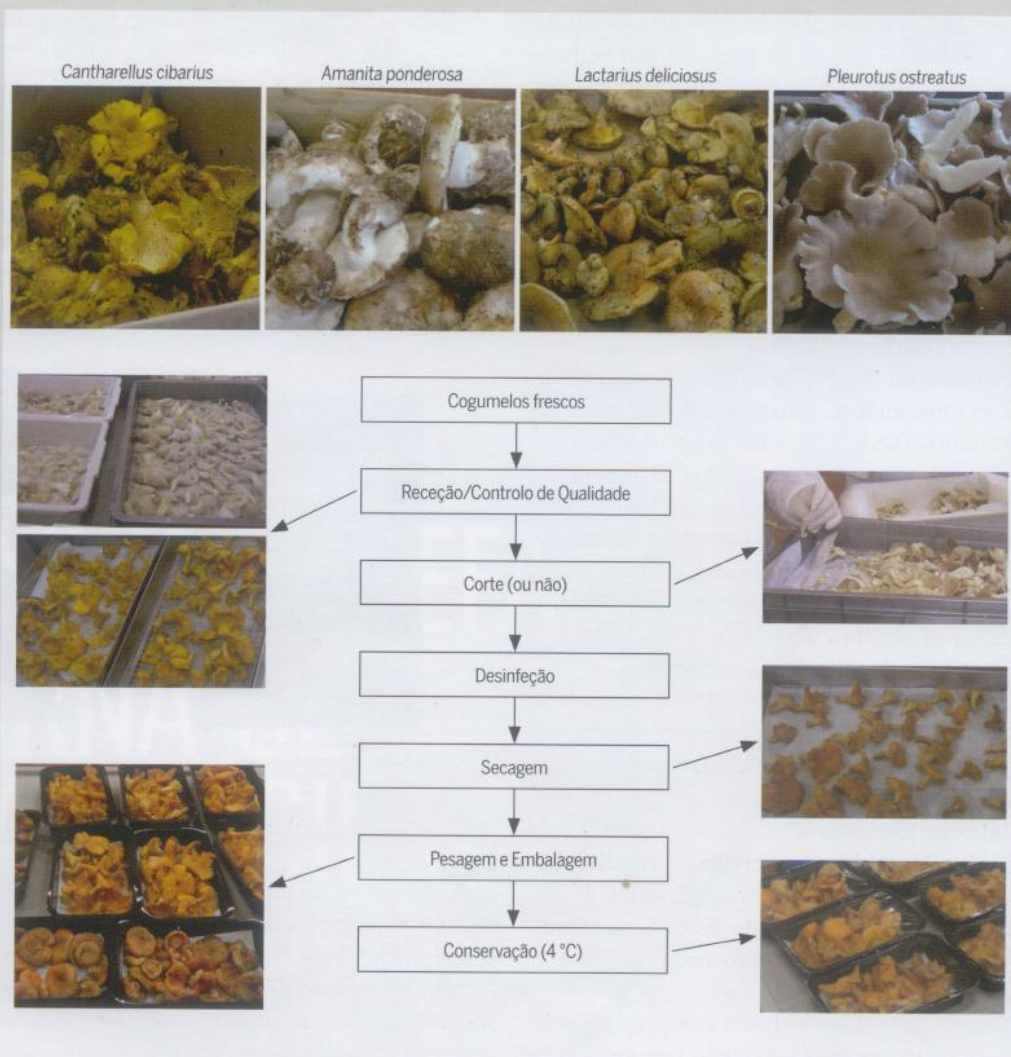 Cantharellus cibarius
Amanita ponderosa
Lactarius deliciosus
Pleurotus ostreatus
Cogumelos frescos
Receção/Controlo de Qualidade
Corte (ou não)
Desinfeção
Secagem
Pesagem e Embalagem
Conservação (4 °C)